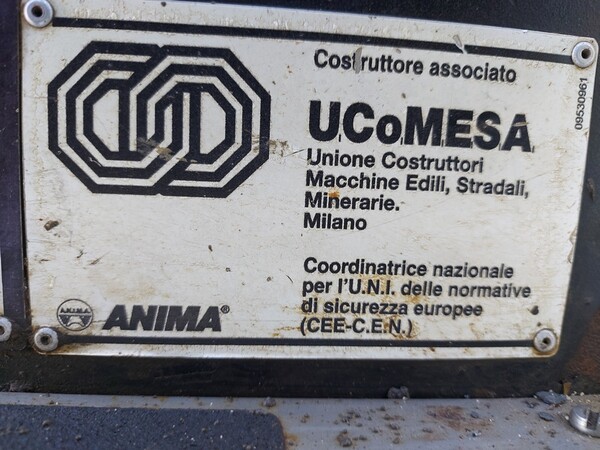 Costruttore associato
UCoMESA
Unione Costruttori
Macchine Edili, Stradali,
Minerarie.
Milano
Coordinatrice nazionale
per l'U.N.I. delle normative
di sicurezza europee
(CEE-C.E.N.)
A.N.I.M.A.
ANIMA®
09530961